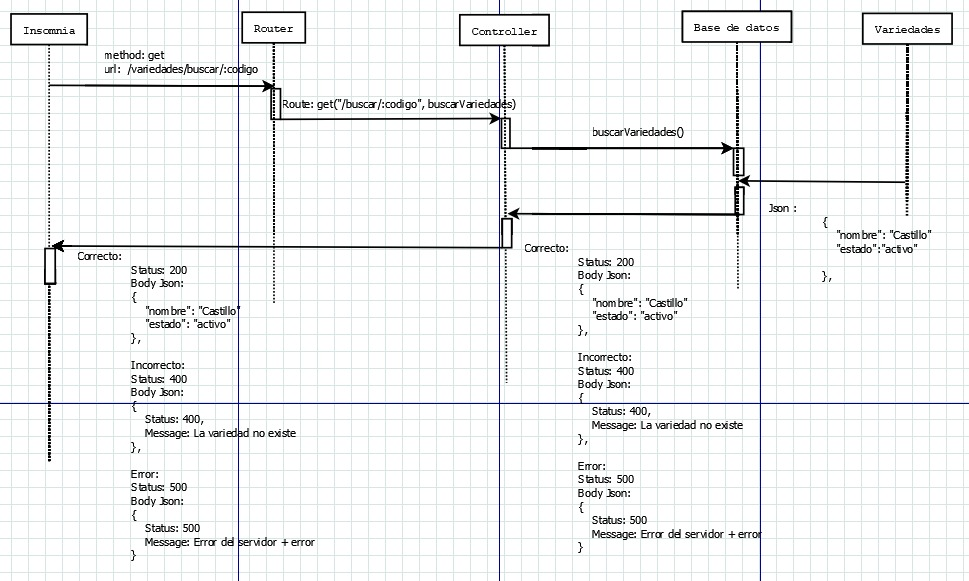 Insomnia
Router
Controller
Base de datos
Variedades
method: get
url: /variedades/buscar/:codigo
Route: get("/buscar/:codigo", buscarVariedades)
buscarVariedades()
Json :
{
"nombre": "Castillo"
"estado":"activo"
},
Correcto:
Status: 200
Body Json:
{
"nombre": "Castillo"
"estado": "activo"
},
Incorrecto:
Status: 400
Body Json:
{
Status: 400,
Message: La variedad no existe
},
Error:
Status: 500
Body Json:
{
Status: 500
Message: Error del servidor + error
}
Correcto:
Status: 200
Body Json:
{
"nombre": "Castillo"
"estado": "activo"
},
Incorrecto:
Status: 400
Body Json:
{
Status: 400,
Message: La variedad no existe
},
Error:
Status: 500
Body Json:
{
Status: 500
Message: Error del servidor + error
}